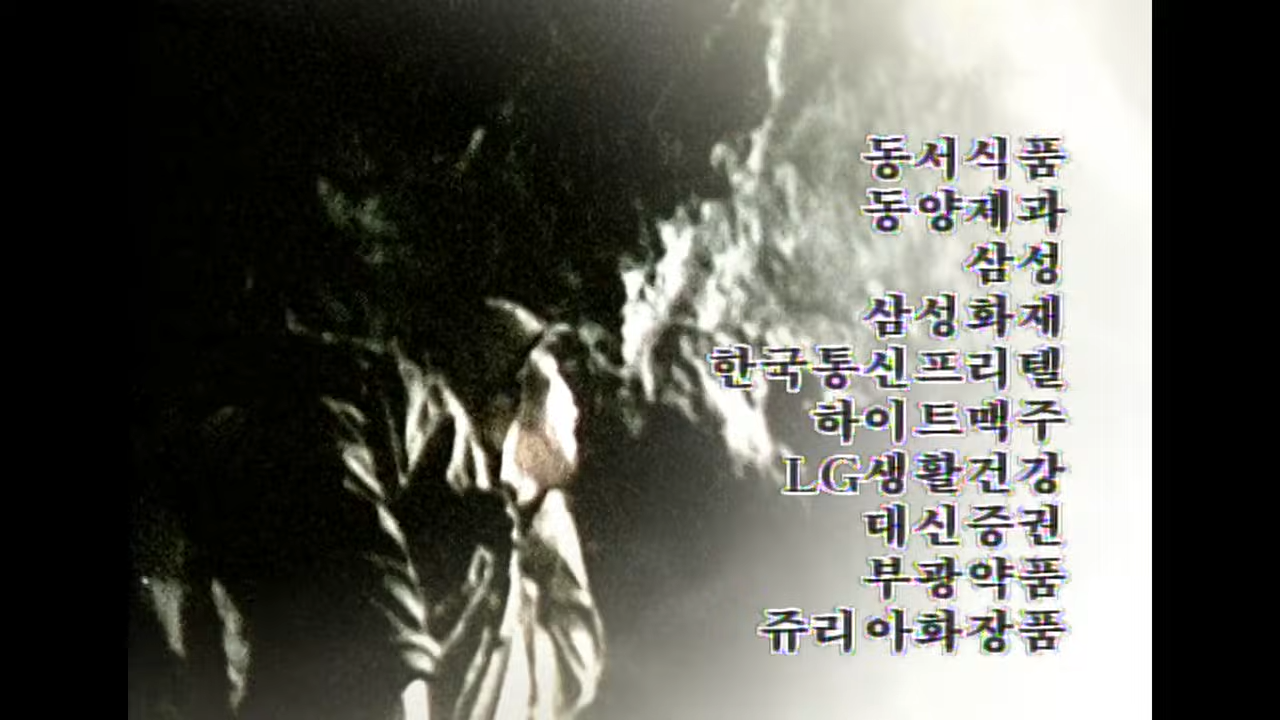 동서식품
동양제과
삼성
삼성화재
한국통신프리텔
하이트맥주
LG생활건강
대신증권
부광약품
쥬리아화장품